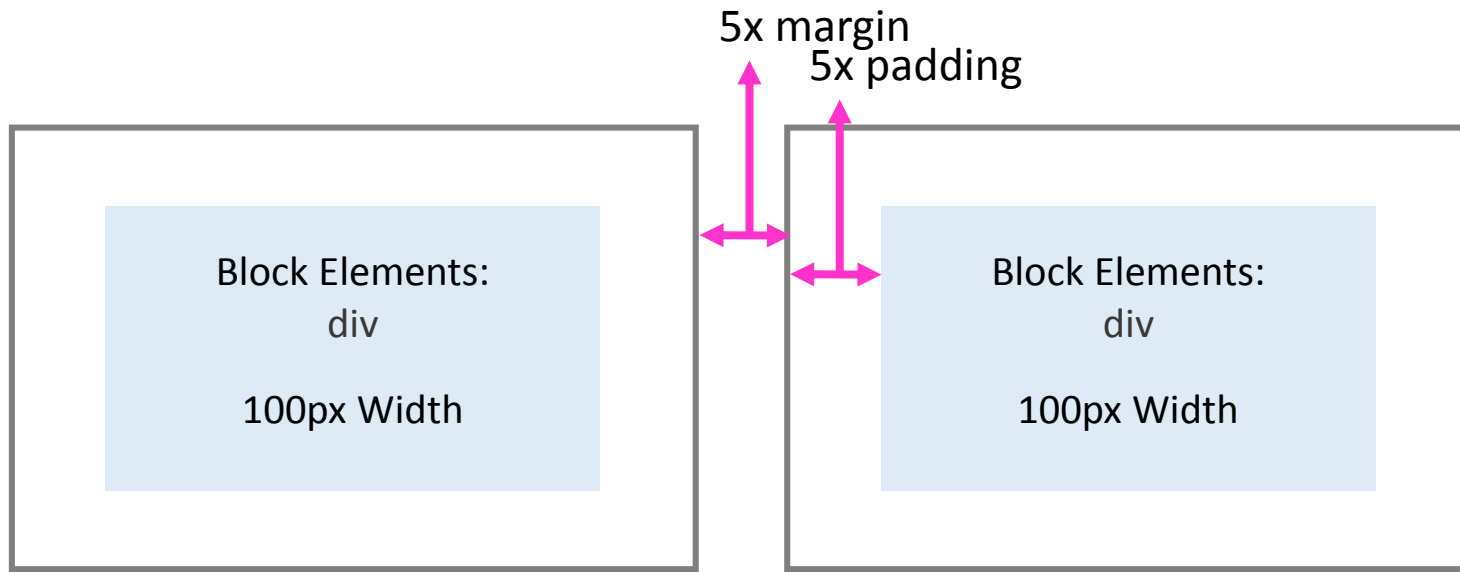 5x margin
5x padding
Block Elements:
div
100px Width
Block Elements:
div
100px Width